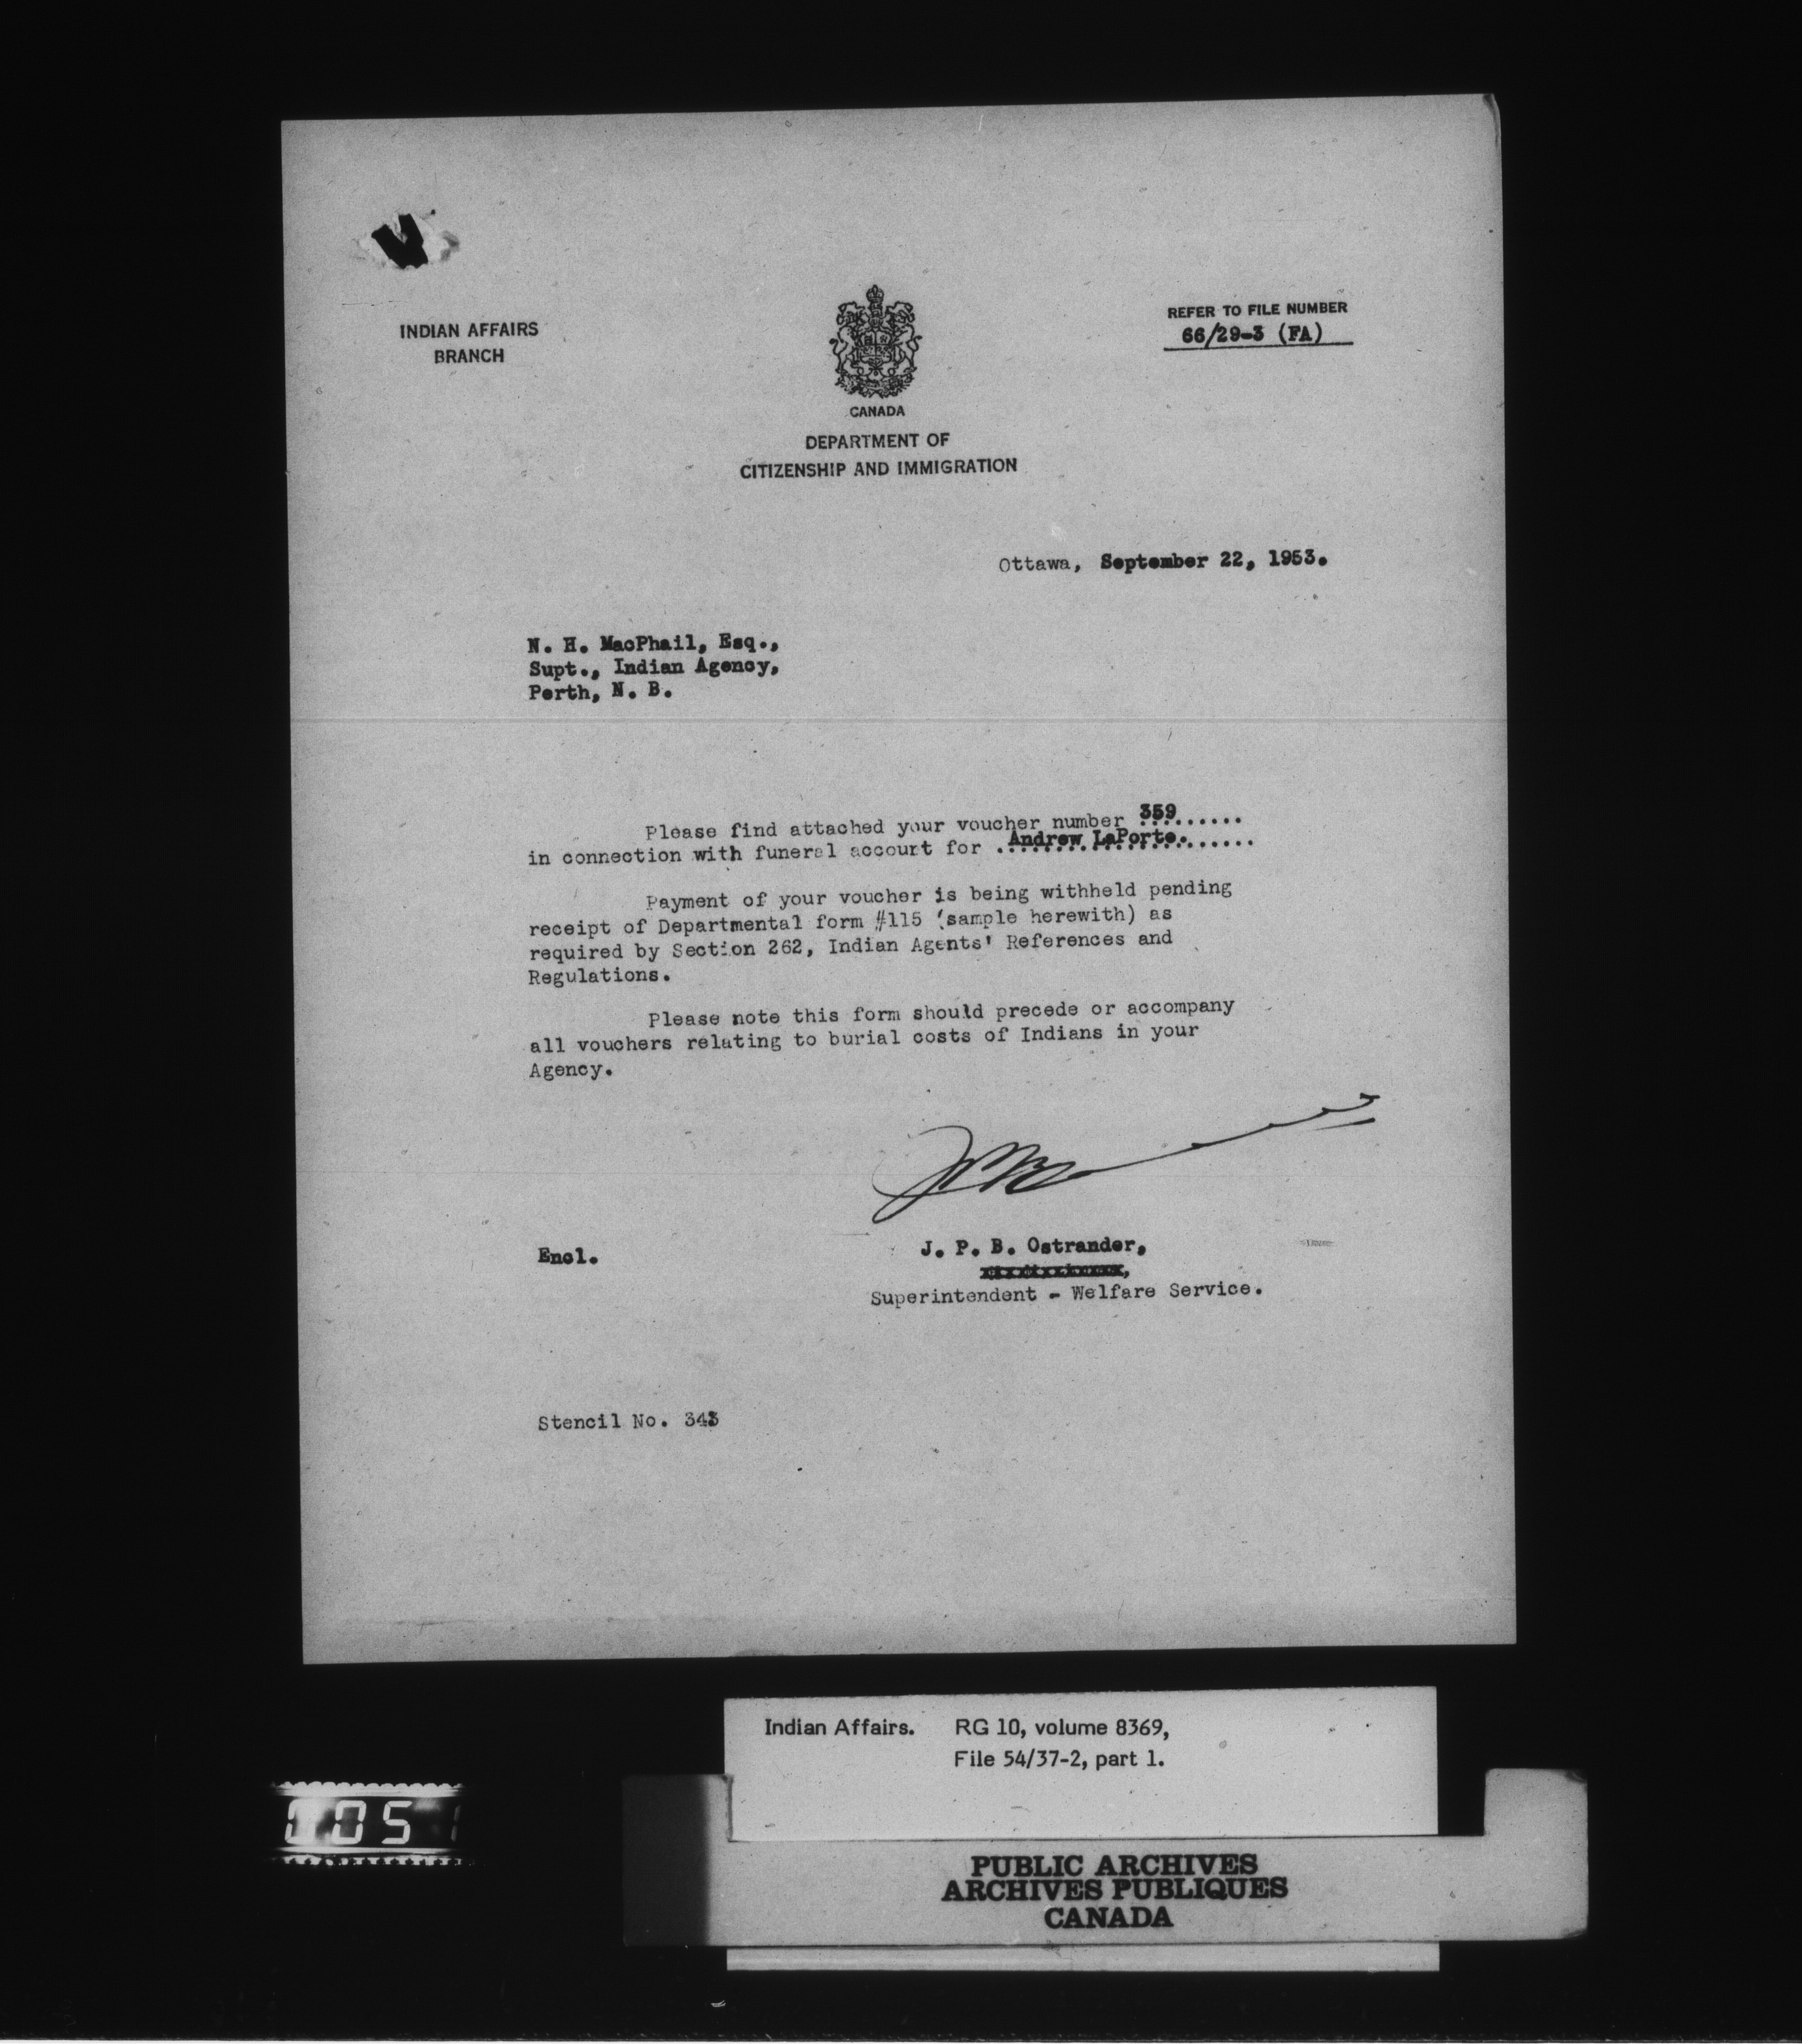 INDIAN AFFAIRS
BRANCH
REFER TO FILE NUMBER
66/29-3 (FA)
CANADA
DEPARTMENT OF
CITIZENSHIP AND IMMIGRATION
Ottawa, September 22, 1953.
N. H. MacPhail, Esq.,
Supt., Indian Agency,
Perth, N. B.
Please find attached your voucher number 359.........
in connection with funeral account for .Andrew LaPorte.......
Payment of your voucher is being withheld pending
receipt of Departmental form #115 (sample herewith) as
required by Section 262, Indian Agents' References and
Regulations.
Please note this form should precede or accompany
all vouchers relating to burial costs of Indians in your
Agency.
Encl.
J. P. B. Ostrander,
Superintendent - Welfare Service.
Stencil No. 343
Indian Affairs. RG 10, volume 8369,
File 54/37-2, part 1.
005
PUBLIC ARCHIVES
ARCHIVES PUBLIQUES
CANADA